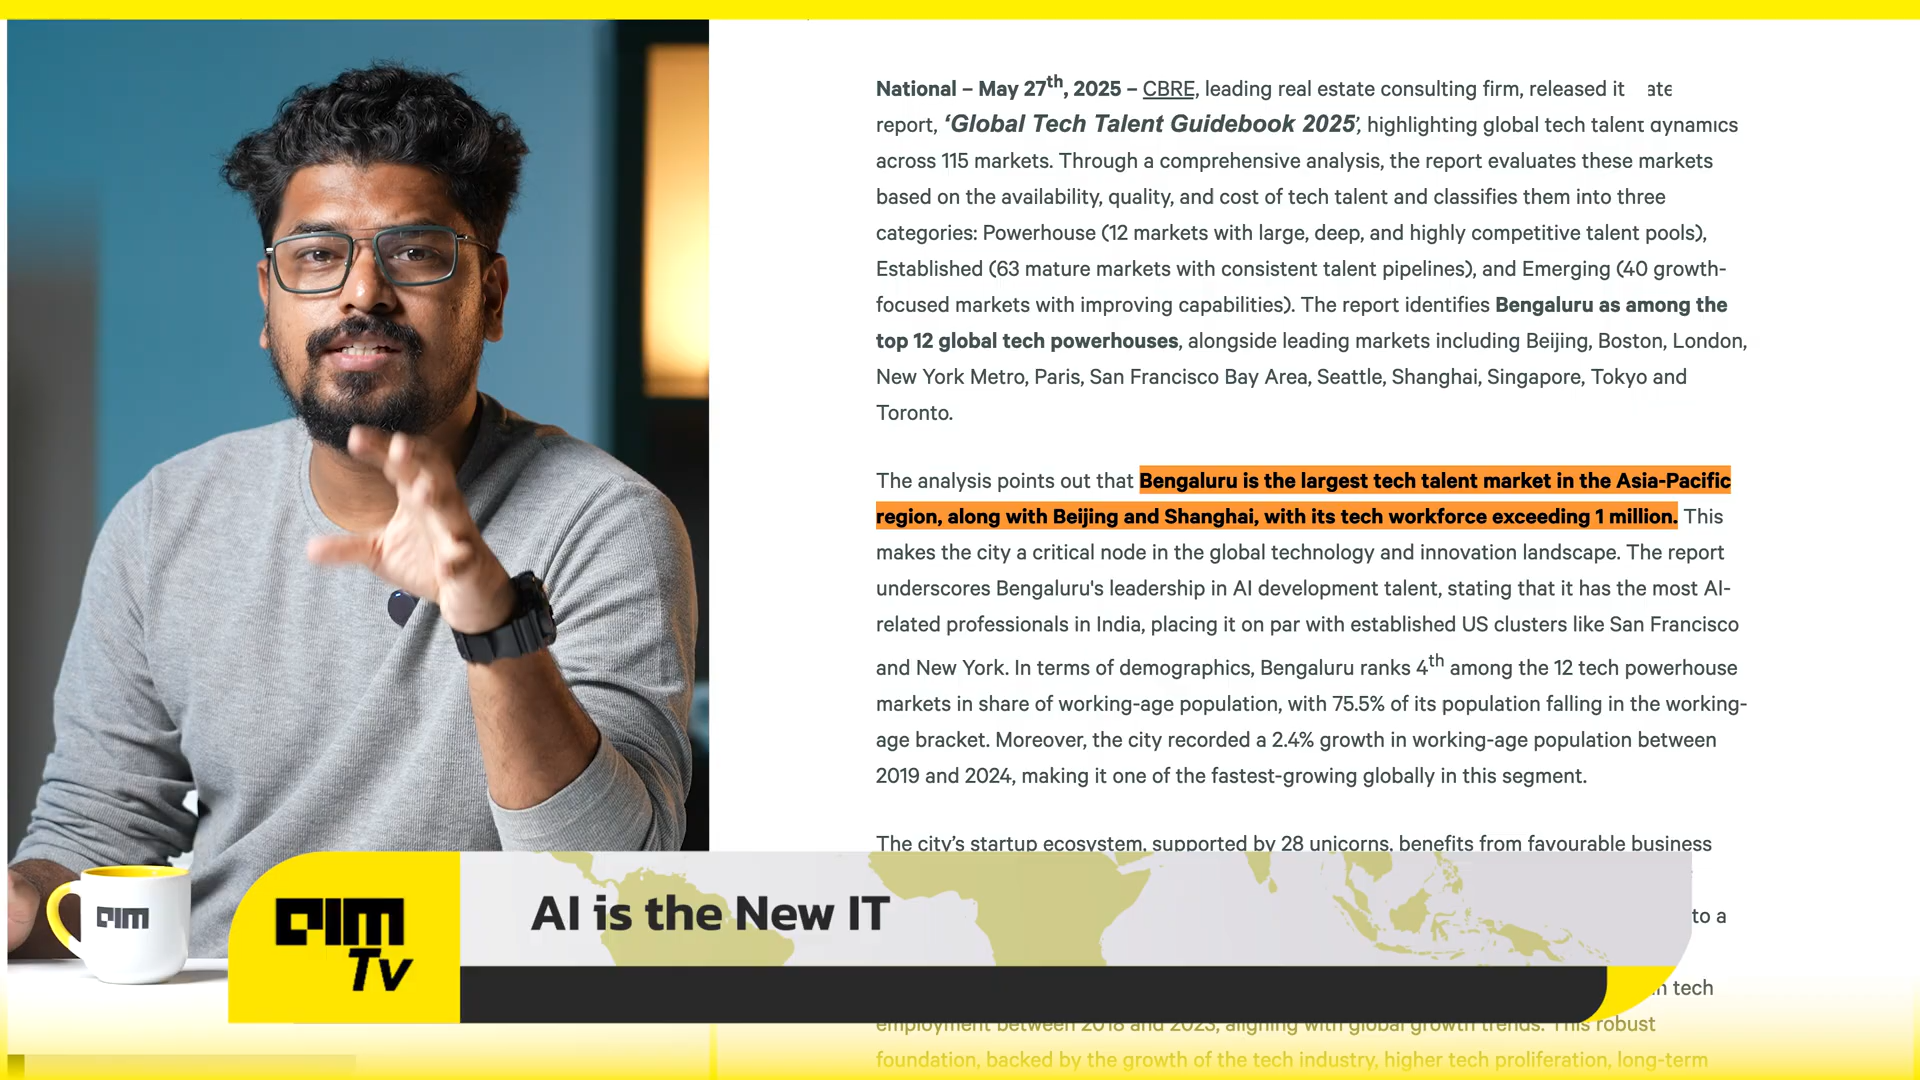 National – May 27th, 2025 – CBRE, leading real estate consulting firm, released it
report, ‘Global Tech Talent Guidebook 2025’, highlighting global tech talent dynamics
across 115 markets. Through a comprehensive analysis, the report evaluates these markets
based on the availability, quality, and cost of tech talent and classifies them into three
categories: Powerhouse (12 markets with large, deep, and highly competitive talent pools),
Established (63 mature markets with consistent talent pipelines), and Emerging (40 growth-
focused markets with improving capabilities). The report identifies Bengaluru as among the
top 12 global tech powerhouses, alongside leading markets including Beijing, Boston, London,
New York Metro, Paris, San Francisco Bay Area, Seattle, Shanghai, Singapore, Tokyo and
Toronto.
The analysis points out that Bengaluru is the largest tech talent market in the Asia-Pacific
region, along with Beijing and Shanghai, with its tech workforce exceeding 1 million. This
makes the city a critical node in the global technology and innovation landscape. The report
underscores Bengaluru's leadership in AI development talent, stating that it has the most AI-
related professionals in India, placing it on par with established US clusters like San Francisco
and New York. In terms of demographics, Bengaluru ranks 4th among the 12 tech powerhouse
markets in share of working-age population, with 75.5% of its population falling in the working-
age bracket. Moreover, the city recorded a 2.4% growth in working-age population between
2019 and 2024, making it one of the fastest-growing globally in this segment.
The city’s startup ecosystem, supported by 28 unicorns, benefits from favourable business
to a
tech
employment between 2018 and 2023, aligning with global growth trends. This robust
foundation, backed by the growth of the tech industry, higher tech proliferation, long-term
AIM
AIM
TV
AI is the New IT